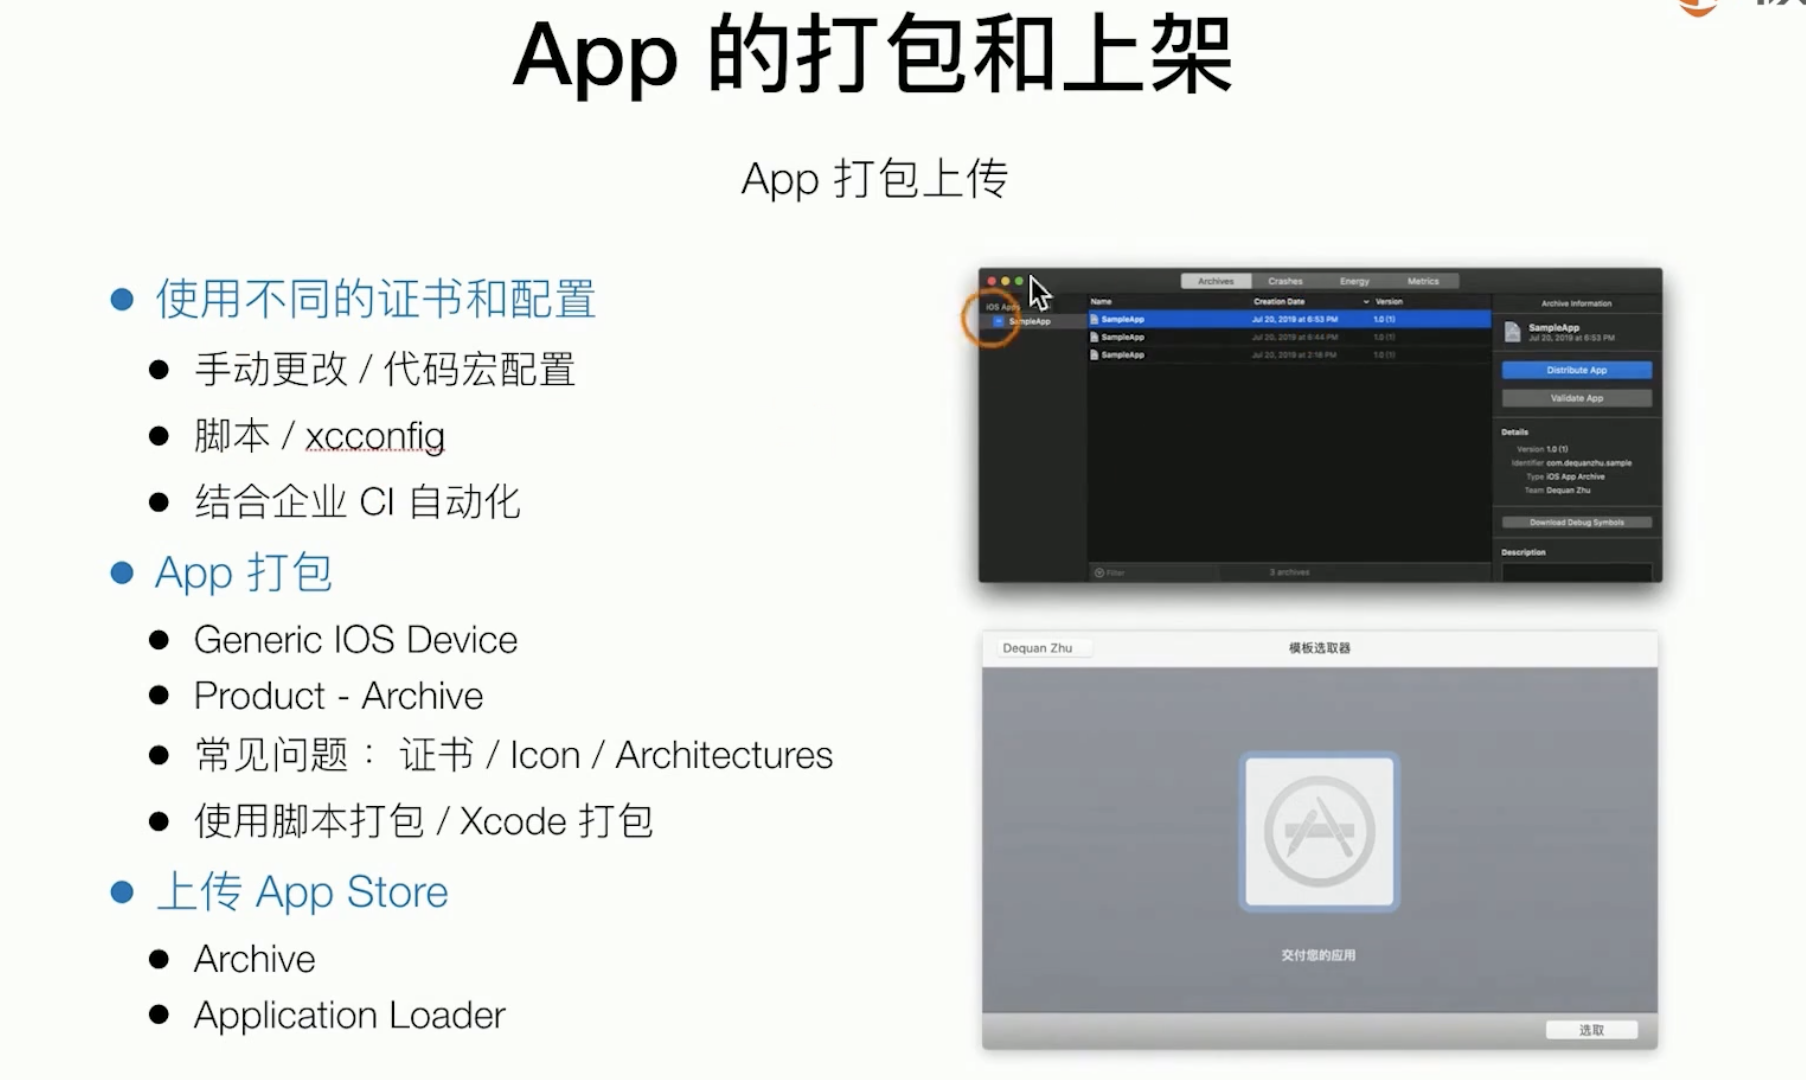 App 的打包和上架
App 打包上传
使用不同的证书和配置
手动更改 / 代码宏配置
脚本 / xcconfig
结合企业 CI 自动化
App 打包
Generic IOS Device
Product - Archive
常见问题： 证书 / Icon / Architectures
使用脚本打包 / Xcode 打包
上传 App Store
Archive
Application Loader
Archives Crashes Energy Metrics
iOS Apps
SampleApp
Name Creation Date Version
SampleApp Jul 20, 2019 at 6:53 PM 1.0 (1)
SampleApp Jul 20, 2019 at 6:44 PM 1.0 (1)
SampleApp Jul 20, 2019 at 2:18 PM 1.0 (1)
Filter 3 archives
Archive Information
SampleApp
Jul 20, 2019 at 6:53 PM
Distribute App
Validate App
Details
Version 1.0 (1)
Identifier com.dequanzhu.sample
Type iOS App Archive
Team Dequan Zhu
Download Debug Symbols
Description
Dequan Zhu 模板选取器
交付您的应用
选取